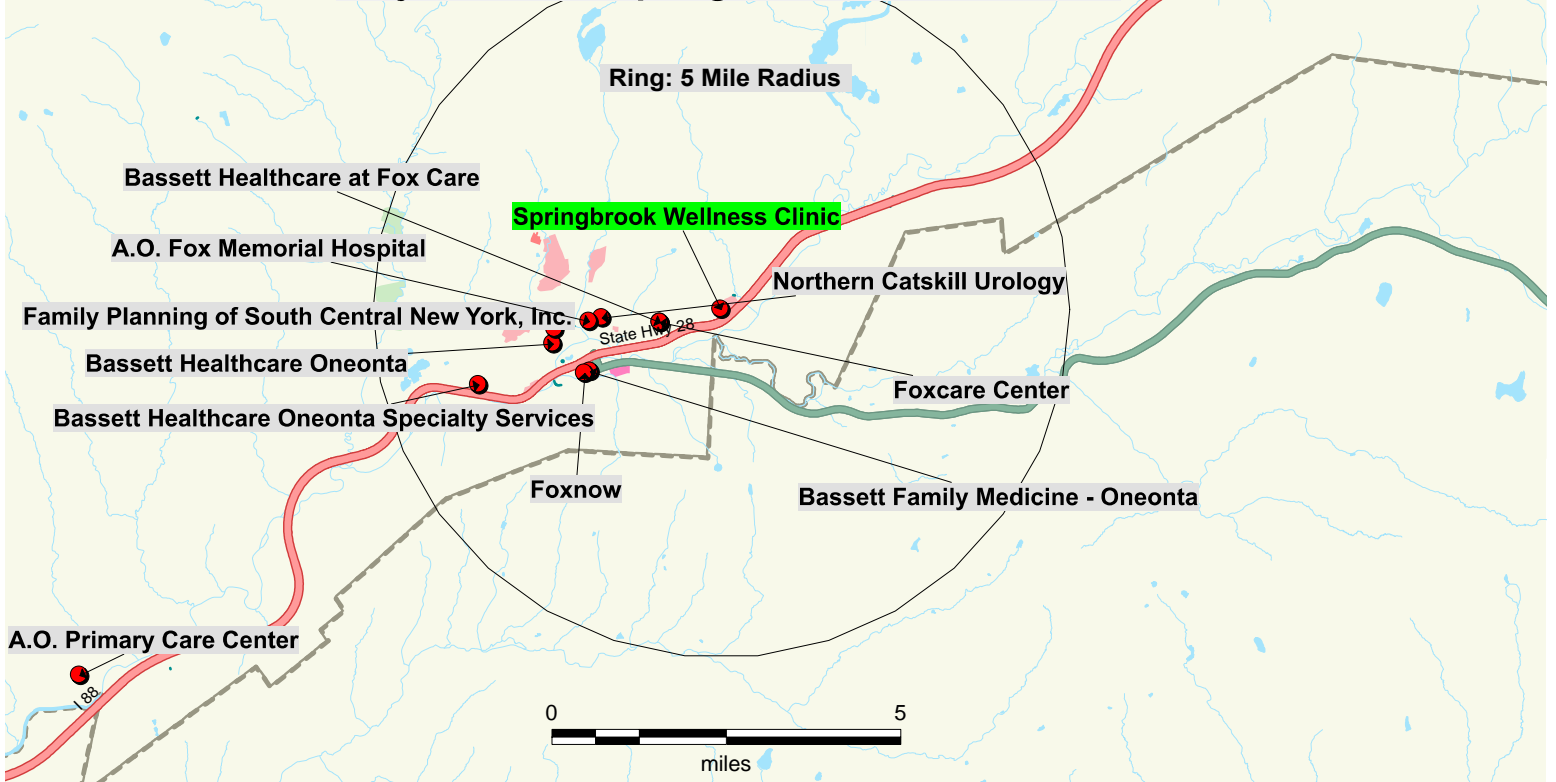 Ring: 5 Mile Radius
Bassett Healthcare at Fox Care
Springbrook Wellness Clinic
A.O. Fox Memorial Hospital
Northern Catskill Urology
Family Planning of South Central New York, Inc.
State Hwy 28
Bassett Healthcare Oneonta
Foxcare Center
Bassett Healthcare Oneonta Specialty Services
Foxnow
Bassett Family Medicine - Oneonta
A.O. Primary Care Center
I 88
0 5
miles